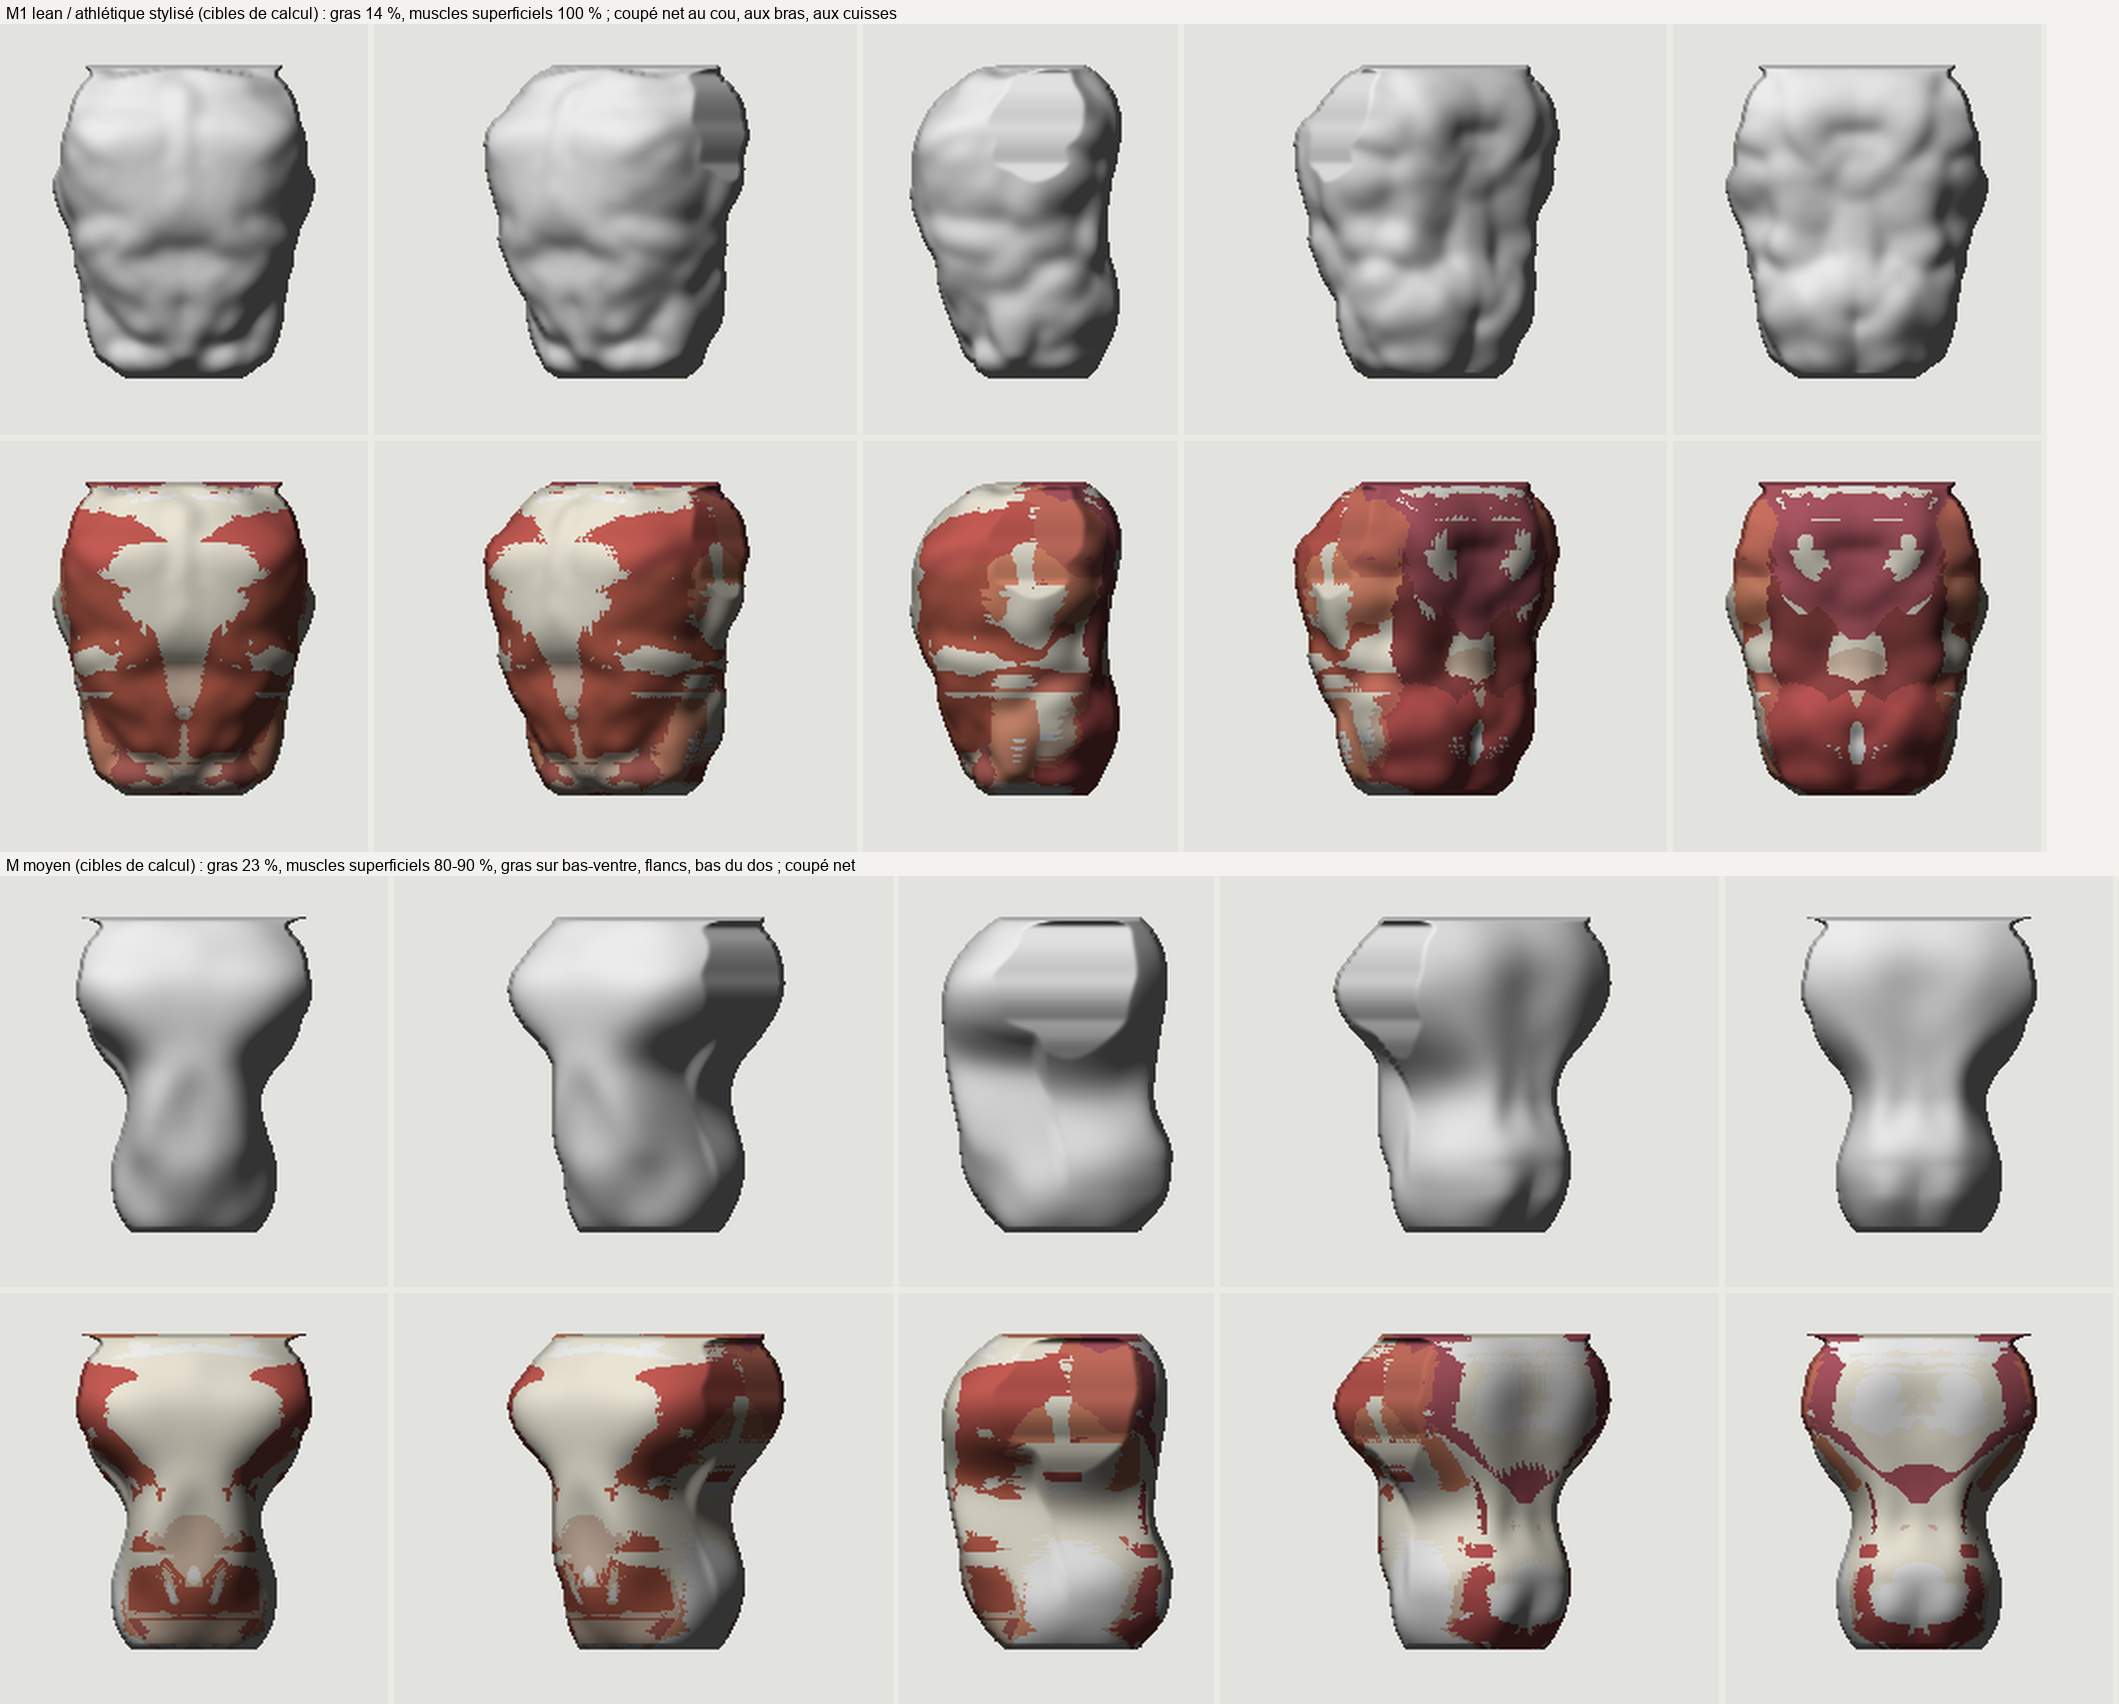 M1 lean / athlétique stylisé (cibles de calcul) : gras 14 %, muscles superficiels 100 % ; coupé net au cou, aux bras, aux cuisses
M moyen (cibles de calcul) : gras 23 %, muscles superficiels 80-90 %, gras sur bas-ventre, flancs, bas du dos ; coupé net